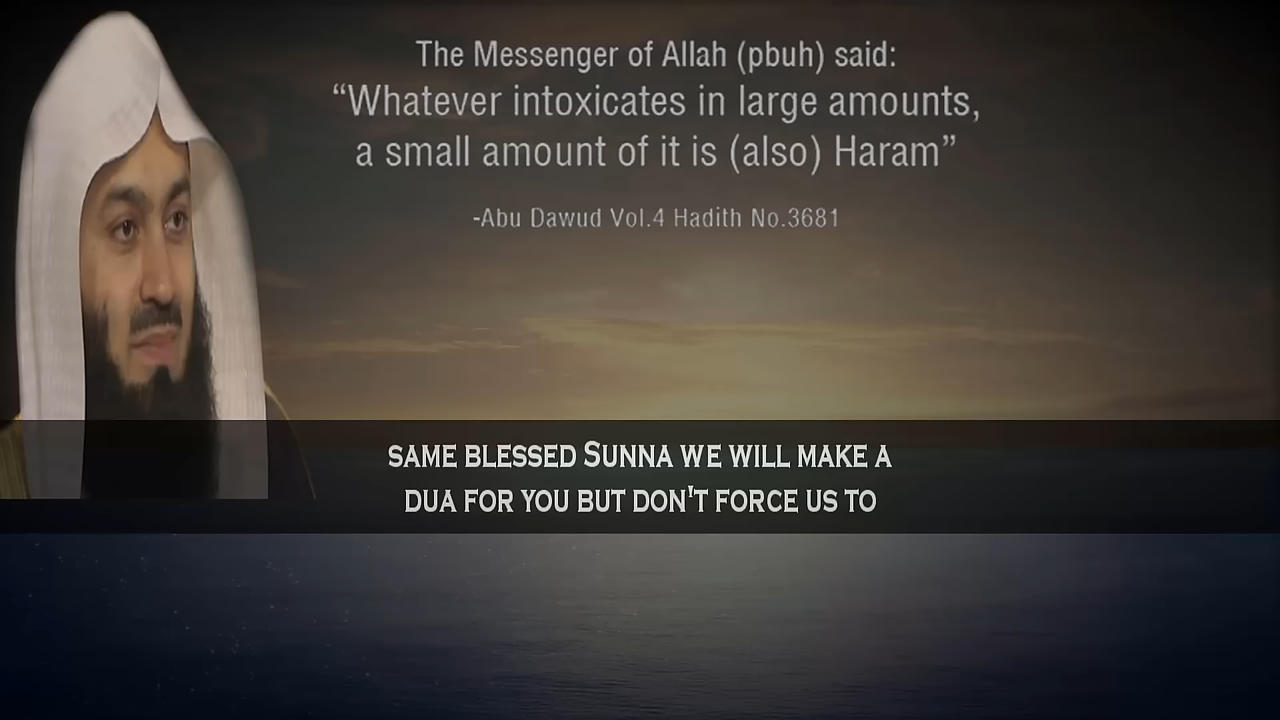 The Messenger of Allah (pbuh) said:
“Whatever intoxicates in large amounts,
a small amount of it is (also) Haram”
-Abu Dawud Vol.4 Hadith No.3681
SAME BLESSED SUNNA WE WILL MAKE A
DUA FOR YOU BUT DON'T FORCE US TO